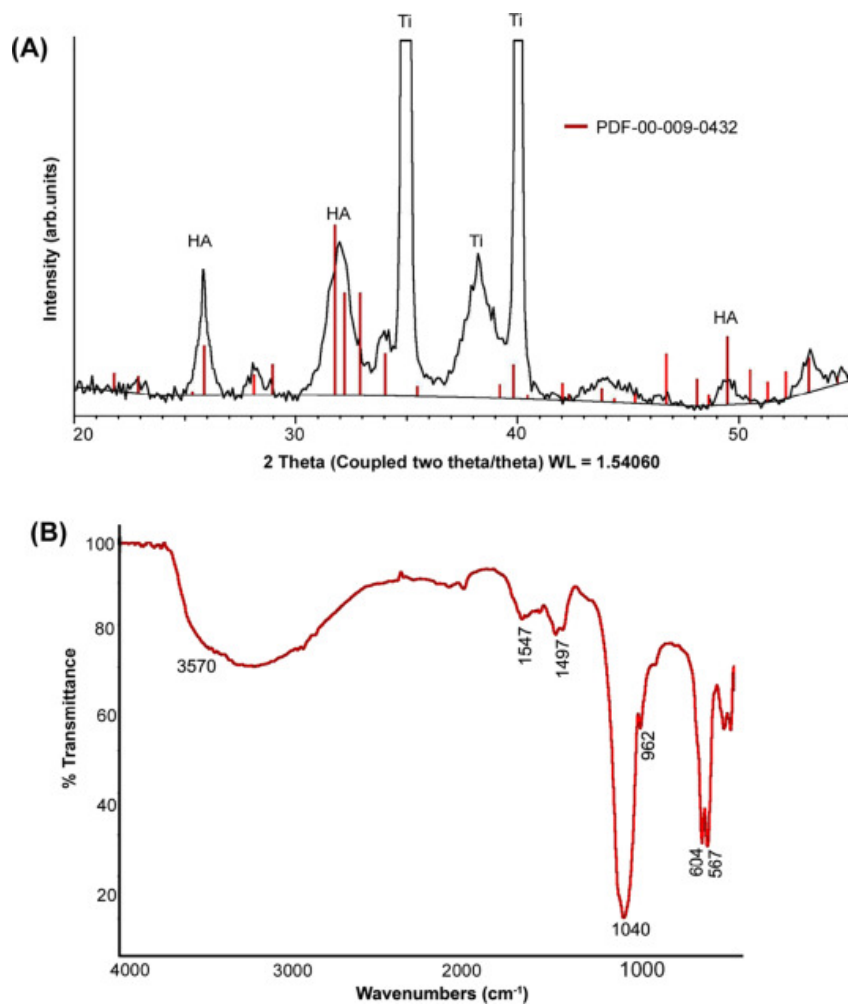 (A)
Ti
Ti
PDF-00-009-0432
HA
HA
Ti
HA
Intensity (arb.units)
20
30
40
50
2 Theta (Coupled two theta/theta) WL = 1.54060
(B)
100
80
60
40
20
% Transmittance
3570
1547
1497
962
604
567
1040
4000
3000
2000
1000
Wavenumbers (cm⁻¹)